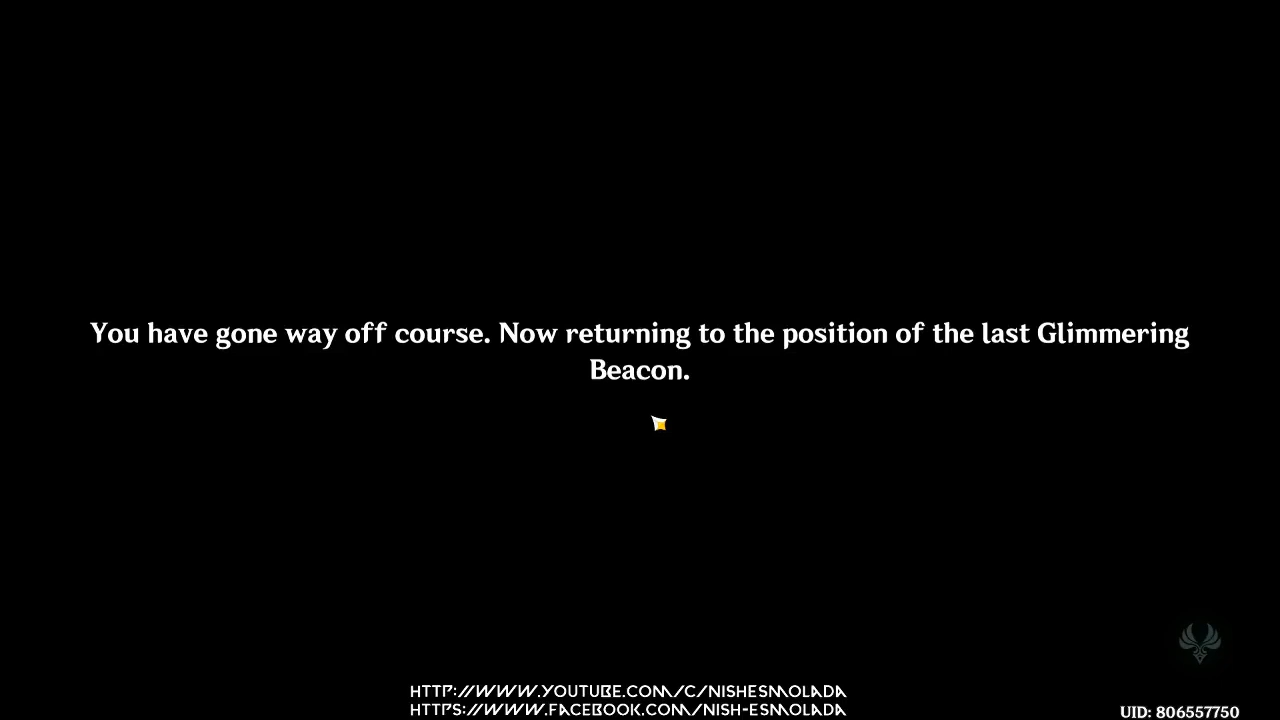 You have gone way off course. Now returning to the position of the last Glimmering
Beacon.
HTTP://WWW.YOUTUBE.COM/C/NISHESMOLADA
HTTPS://WWW.FACEBOOK.COM/NISH-ESMOLADA
UID: 806557750